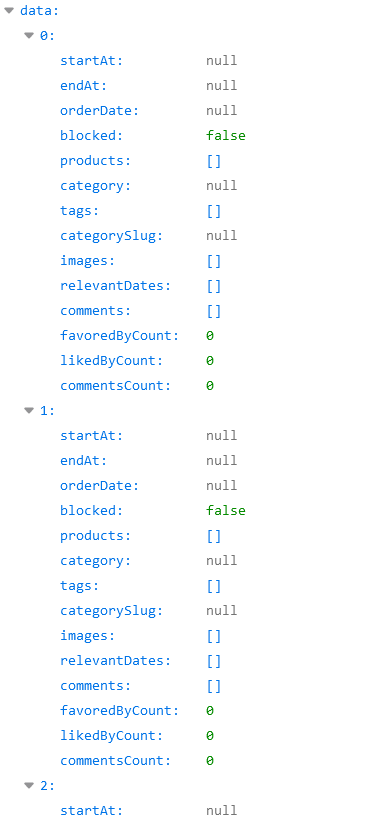 data:
0:
startAt: null
endAt: null
orderDate: null
blocked: false
products: []
category: null
tags: []
categorySlug: null
images: []
relevantDates: []
comments: []
favoredByCount: 0
likedByCount: 0
commentsCount: 0
1:
startAt: null
endAt: null
orderDate: null
blocked: false
products: []
category: null
tags: []
categorySlug: null
images: []
relevantDates: []
comments: []
favoredByCount: 0
likedByCount: 0
commentsCount: 0
2:
startAt: null